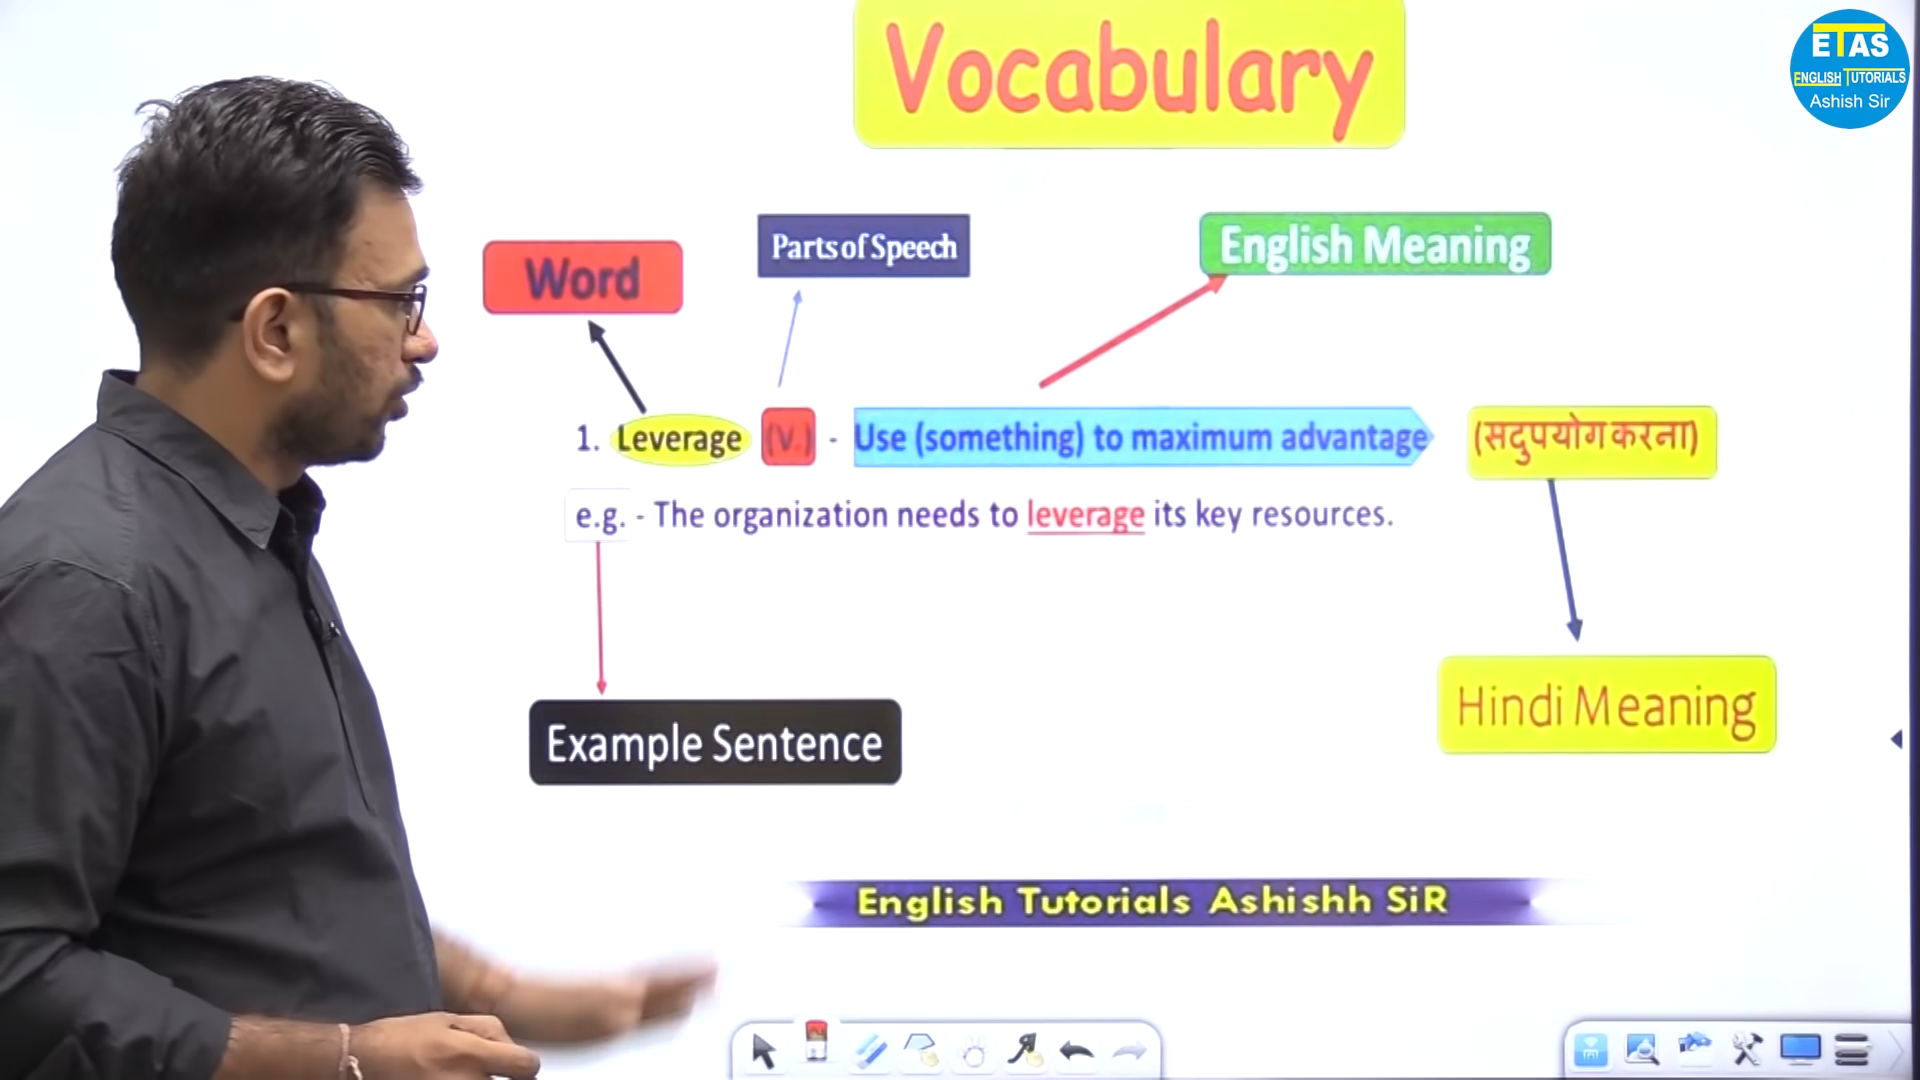 Vocabulary
ETAS
ENGLISH TUTORIALS
Ashish Sir
Word
Parts of Speech
English Meaning
1. Leverage (V.) - Use (something) to maximum advantage (सदुपयोग करना)
e.g. - The organization needs to leverage its key resources.
Example Sentence
Hindi Meaning
English Tutorials Ashishh SiR